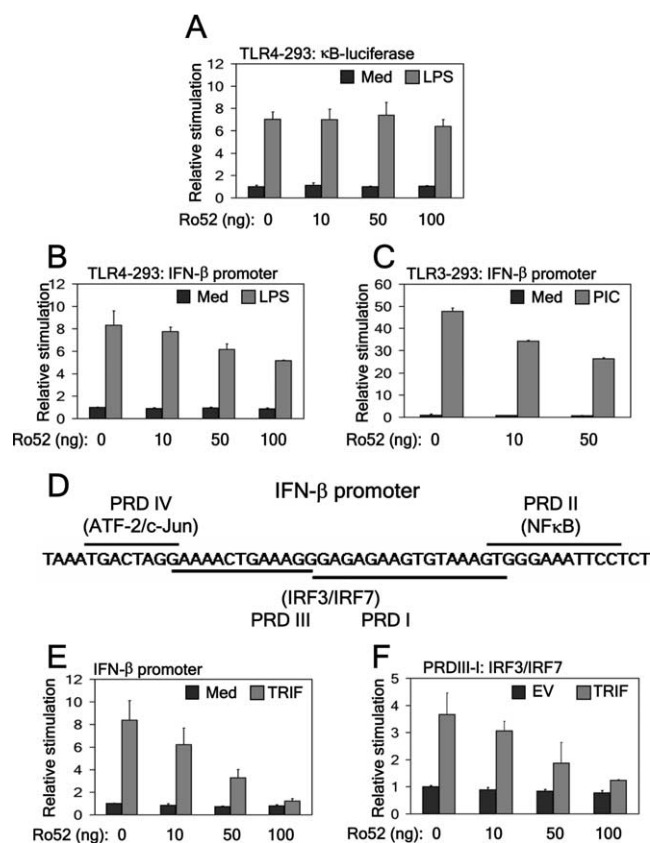 A
TLR4-293: κB-luciferase
Med LPS
Relative stimulation
12
10
8
6
4
2
0
Ro52 (ng): 0 10 50 100
B
TLR4-293: IFN-β promoter
Med LPS
Relative stimulation
12
10
8
6
4
2
0
Ro52 (ng): 0 10 50 100
C
TLR3-293: IFN-β promoter
Med PIC
Relative stimulation
60
50
40
30
20
10
0
Ro52 (ng): 0 10 50
D
IFN-β promoter
PRD IV
(ATF-2/c-Jun)
PRD II
(NFκB)
TAAATGACTAGGAAAACTGAAAGGGAGAGAAGTGTAAAGTGGGAAATTCCTCT
(IRF3/IRF7)
PRD III PRD I
E
IFN-β promoter
Med TRIF
Relative stimulation
12
10
8
6
4
2
0
Ro52 (ng): 0 10 50 100
F
PRDIII-I: IRF3/IRF7
EV TRIF
Relative stimulation
5
4
3
2
1
0
Ro52 (ng): 0 10 50 100